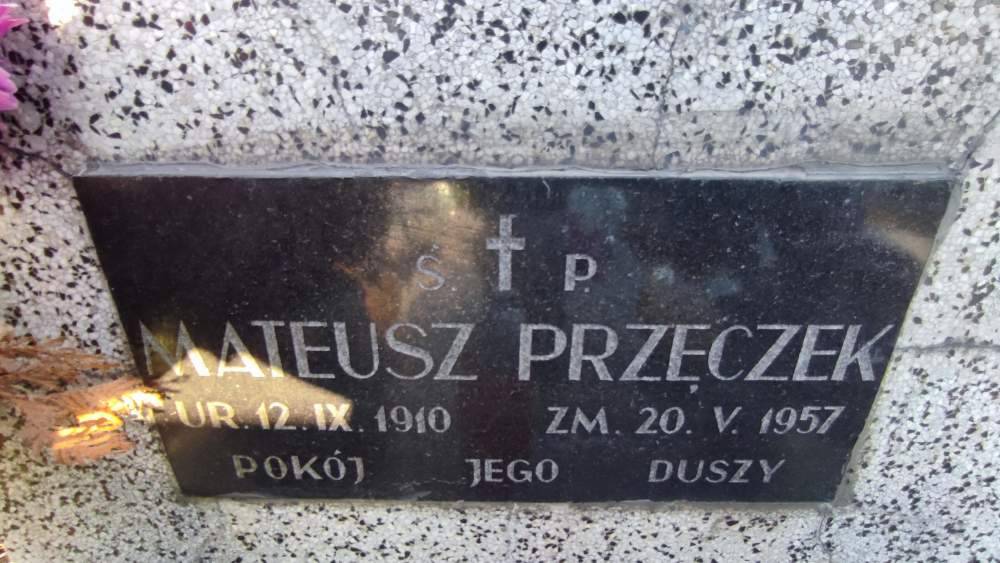 Ś. P.
MATEUSZ PRZĘCZEK
UR. 12. IX. 1910 ZM. 20. V. 1957
POKÓJ JEGO DUSZY